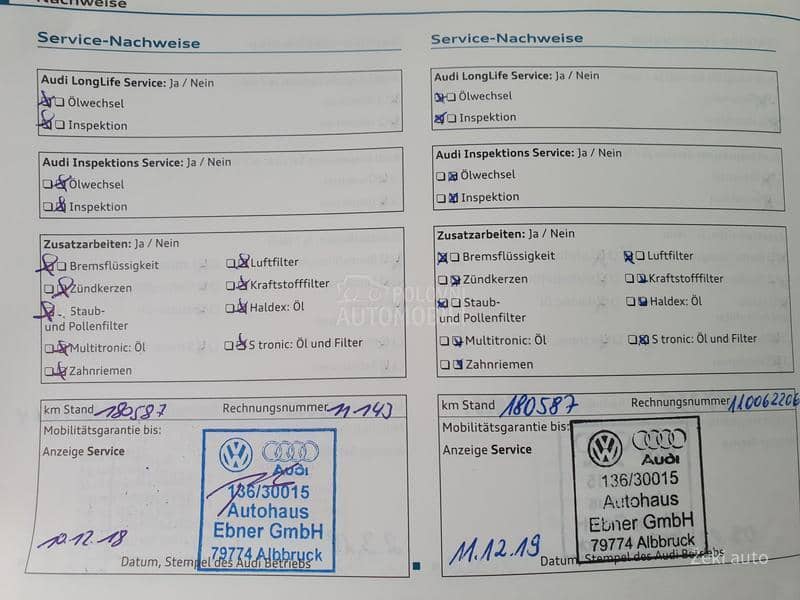 Nachweise
Service-Nachweise
Audi LongLife Service: Ja / Nein
Ölwechsel
Inspektion
Audi Inspektions Service: Ja / Nein
Ölwechsel
Inspektion
Zusatzarbeiten: Ja / Nein
Bremsflüssigkeit
Luftfilter
Zündkerzen
Kraftstofffilter
Staub-
und Pollenfilter
Haldex: Öl
Multitronic: Öl
S tronic: Öl und Filter
Zahnriemen
km Stand 180587
Rechnungsnummer 11143
Mobilitätsgarantie bis:
Anzeige Service
Audi
136/30015
Autohaus
Ebner GmbH
79774 Albbruck
10.12.18
Datum, Stempel des Audi Betriebs
Service-Nachweise
Audi LongLife Service: Ja / Nein
Ölwechsel
Inspektion
Audi Inspektions Service: Ja / Nein
Ölwechsel
Inspektion
Zusatzarbeiten: Ja / Nein
Bremsflüssigkeit
Luftfilter
Zündkerzen
Kraftstofffilter
Staub-
und Pollenfilter
Haldex: Öl
Multitronic: Öl
S tronic: Öl und Filter
Zahnriemen
km Stand 180587
Rechnungsnummer 110062206
Mobilitätsgarantie bis:
Anzeige Service
Audi
136/30015
Autohaus
Ebner GmbH
79774 Albbruck
11.12.19
Datum, Stempel des Audi Betriebs
POLOVNI
AUTOMOBILI
Zeki auto